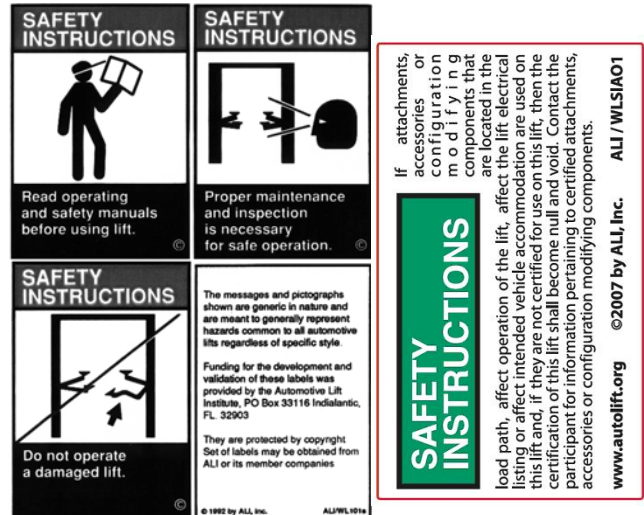 SAFETY
INSTRUCTIONS
Read operating
and safety manuals
before using lift.
©
SAFETY
INSTRUCTIONS
Proper maintenance
and inspection
is necessary
for safe operation.
©
SAFETY
INSTRUCTIONS
Do not operate
a damaged lift.
©
The messages and pictographs
shown are generic in nature and
are meant to generally represent
hazards common to all automotive
lifts regardless of specific style.
Funding for the development and
validation of these labels was
provided by the Automotive Lift
Institute, PO Box 33116 Indialantic,
FL 32903
They are protected by copyright
Set of labels may be obtained from
ALI or its member companies
© 1992 by ALI, Inc. ALI/WL101s
SAFETY
INSTRUCTIONS
If attachments,
accessories or
configuration
modifying
components that
are located in the
load path, affect operation of the lift, affect the lift electrical
listing or affect intended vehicle accommodation are used on
this lift and, if they are not certified for use on this lift, then the
certification of this lift shall become null and void. Contact the
participant for information pertaining to certified attachments,
accessories or configuration modifying components.
www.autolift.org ©2007 by ALI, Inc. ALI / WLSIA01